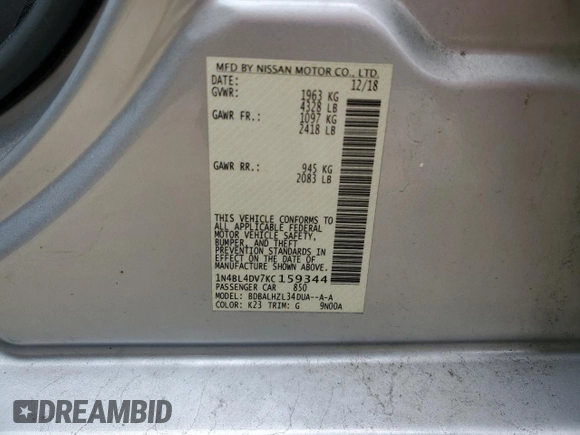 MFD BY NISSAN MOTOR CO., LTD.
DATE: 12/18
GVWR: 1963 KG
4328 LB
GAWR FR.: 1097 KG
2418 LB
GAWR RR.: 945 KG
2083 LB
THIS VEHICLE CONFORMS TO
ALL APPLICABLE FEDERAL
MOTOR VEHICLE SAFETY,
BUMPER, AND THEFT
PREVENTION STANDARDS IN
EFFECT ON THE DATE OF
MANUFACTURE SHOWN ABOVE.
1N4BL4DV7KC159344
PASSENGER CAR 850
MODEL: BDBALHZL34DUA--A-A
COLOR: K23 TRIM: G 9N00A
DREAMBID